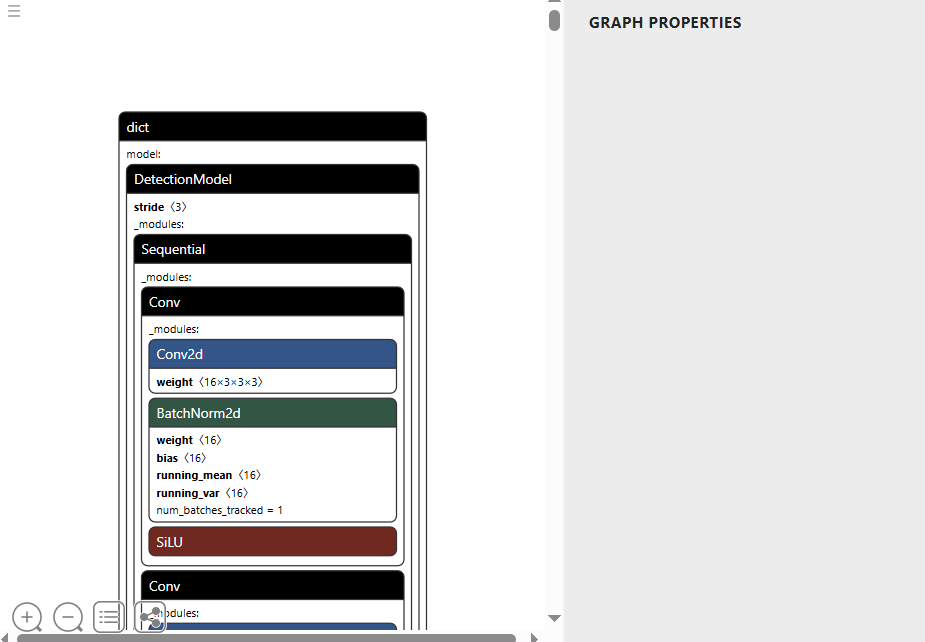 GRAPH PROPERTIES
dict
model:
DetectionModel
stride 〈3〉
_modules:
Sequential
_modules:
Conv
_modules:
Conv2d
weight 〈16×3×3×3〉
BatchNorm2d
weight 〈16〉
bias 〈16〉
running_mean 〈16〉
running_var 〈16〉
num_batches_tracked = 1
SiLU
Conv
_modules: